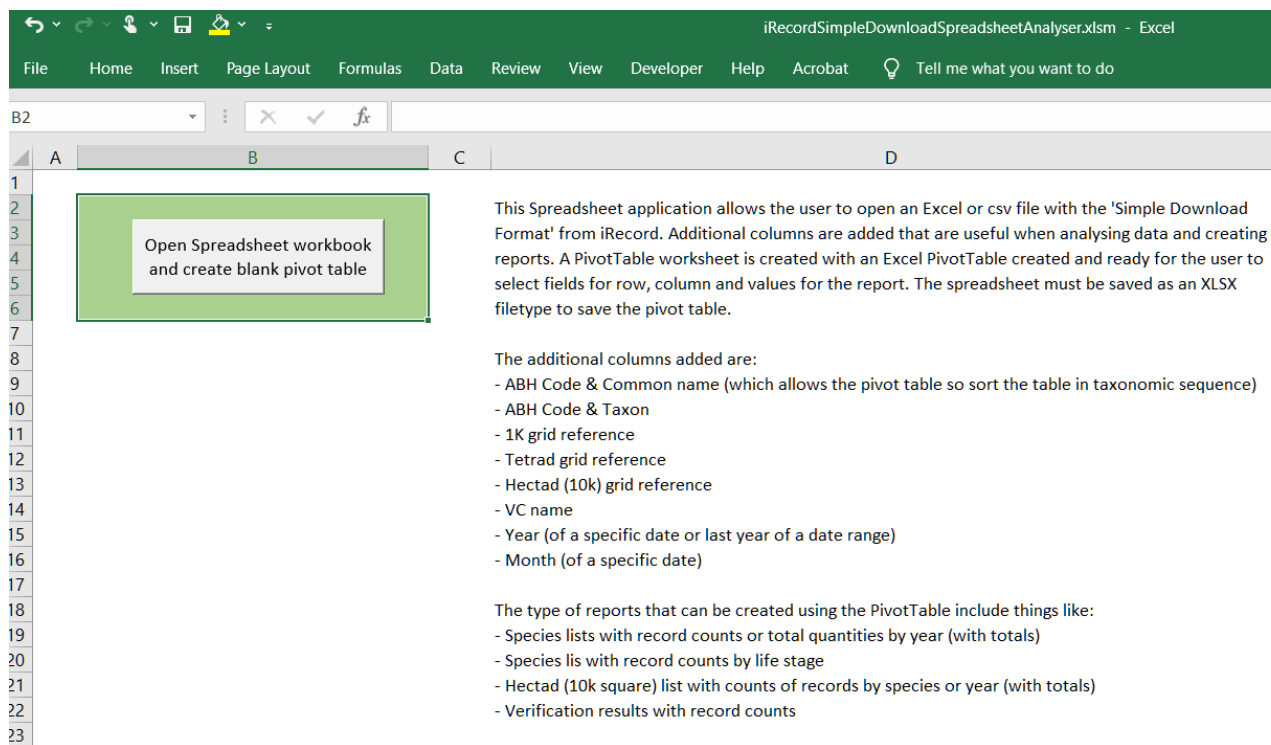 iRecordSimpleDownloadSpreadsheetAnalyser.xlsm - Excel
File Home Insert Page Layout Formulas Data Review View Developer Help Acrobat Tell me what you want to do
B2 fx
A B C D
1
2 This Spreadsheet application allows the user to open an Excel or csv file with the 'Simple Download
3 Format' from iRecord. Additional columns are added that are useful when analysing data and creating
Open Spreadsheet workbook
and create blank pivot table
4 reports. A PivotTable worksheet is created with an Excel PivotTable created and ready for the user to
5 select fields for row, column and values for the report. The spreadsheet must be saved as an XLSX
6 filetype to save the pivot table.
7
8 The additional columns added are:
9 - ABH Code & Common name (which allows the pivot table so sort the table in taxonomic sequence)
10 - ABH Code & Taxon
11 - 1K grid reference
12 - Tetrad grid reference
13 - Hectad (10k) grid reference
14 - VC name
15 - Year (of a specific date or last year of a date range)
16 - Month (of a specific date)
17
18 The type of reports that can be created using the PivotTable include things like:
19 - Species lists with record counts or total quantities by year (with totals)
20 - Species lis with record counts by life stage
21 - Hectad (10k square) list with counts of records by species or year (with totals)
22 - Verification results with record counts
23